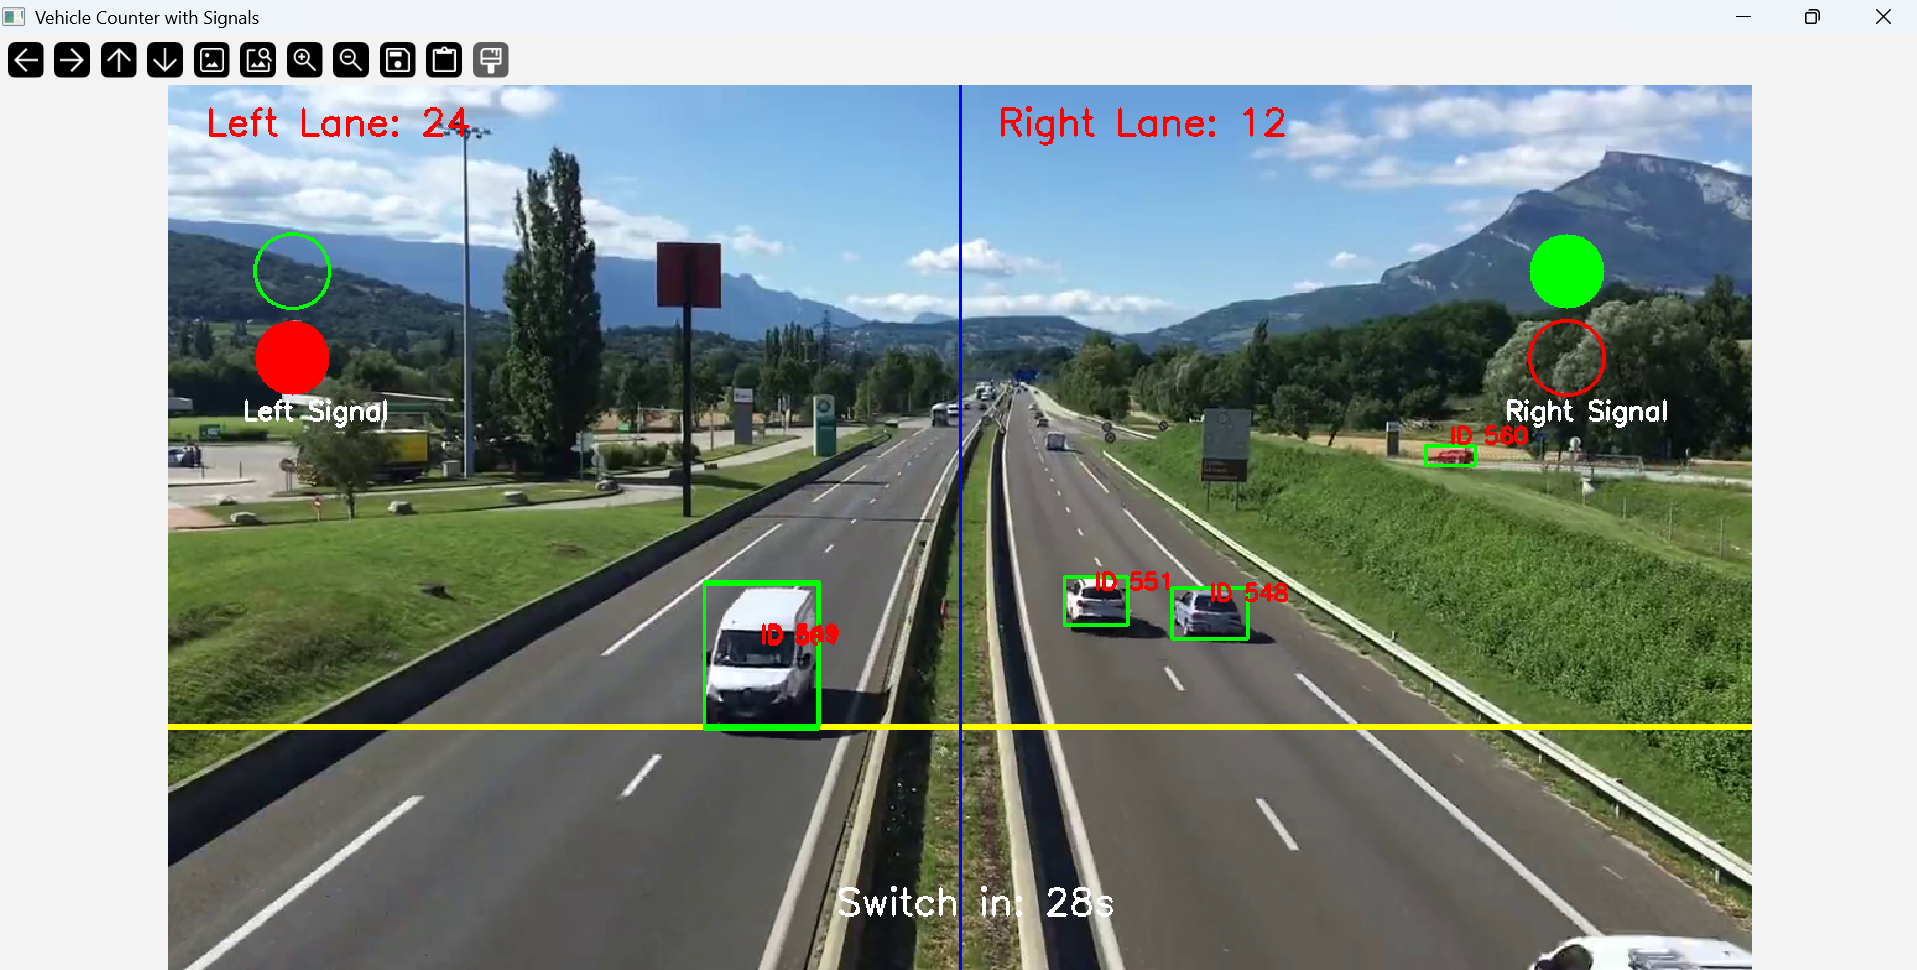 Vehicle Counter with Signals
Left Lane: 24
Right Lane: 12
Left Signal
Right Signal
ID 560
ID 551
ID 548
Switch in: 28s